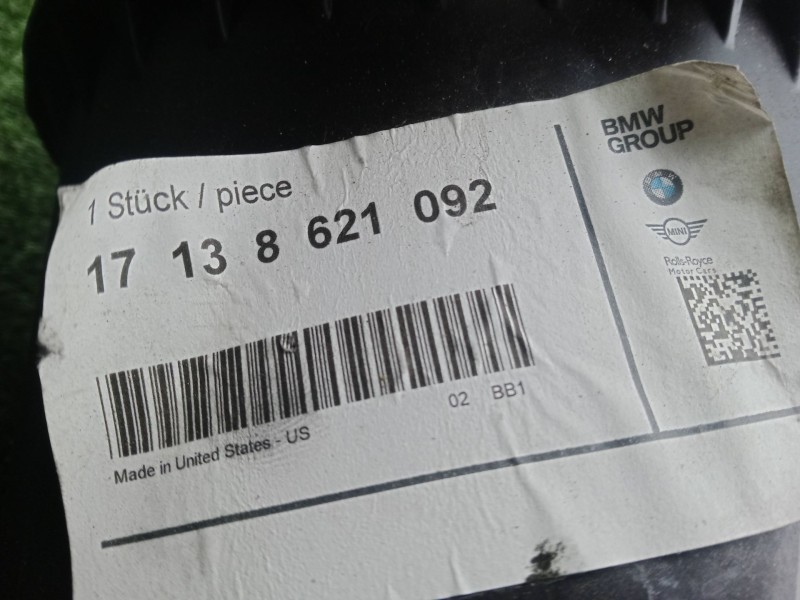 1 Stück / piece
17 13 8 621 092
02 BB1
Made in United States - US
BMW
GROUP
MINI
Rolls-Royce
Motor Cars